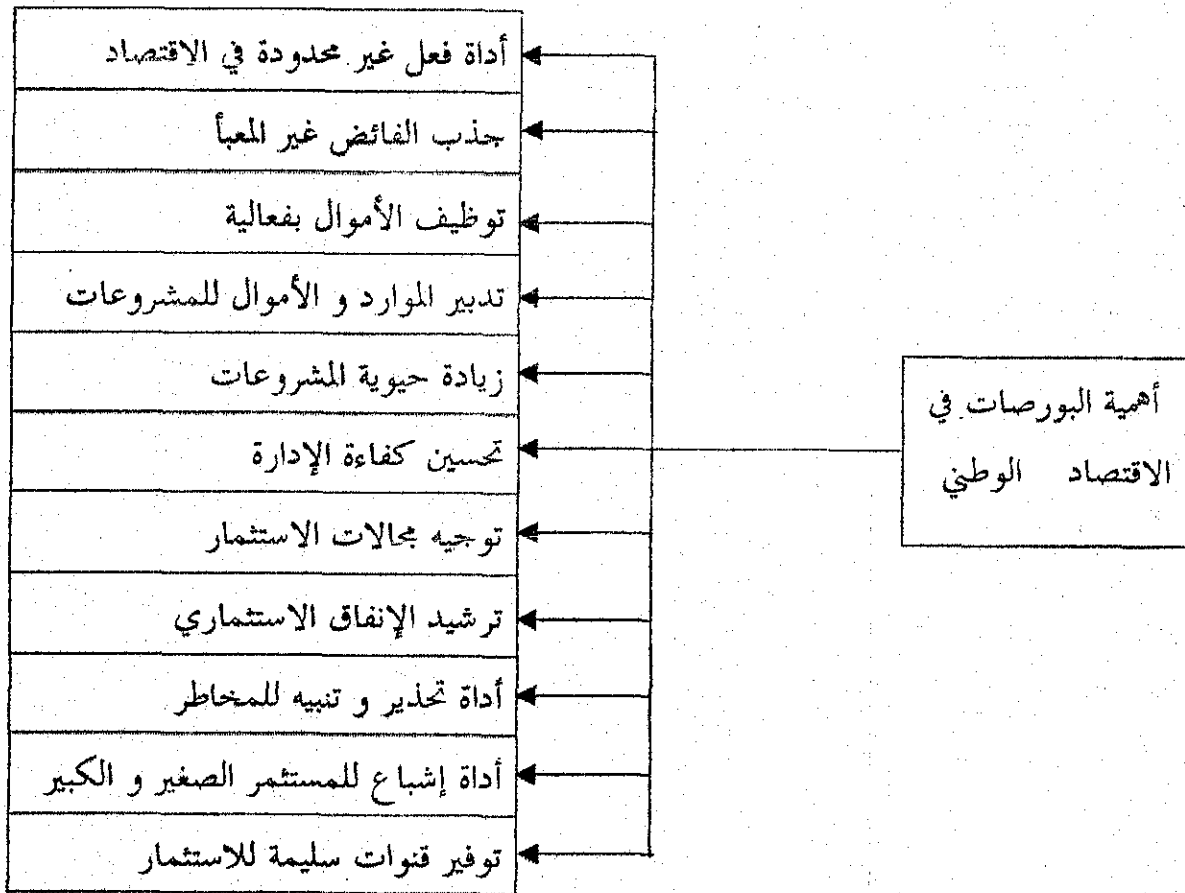 أداة فعل غير محدودة في الاقتصاد
جذب الفائض غير المعبأ
توظيف الأموال بفعالية
تدبير الموارد و الأموال للمشروعات
زيادة حيوية المشروعات
تحسين كفاءة الإدارة
توجيه مجالات الاستثمار
ترشيد الإنفاق الاستثماري
أداة تحذير و تنبيه للمخاطر
أداة إشباع للمستثمر الصغير و الكبير
توفير قنوات سليمة للاستثمار
أهمية البورصات في
الاقتصاد الوطني